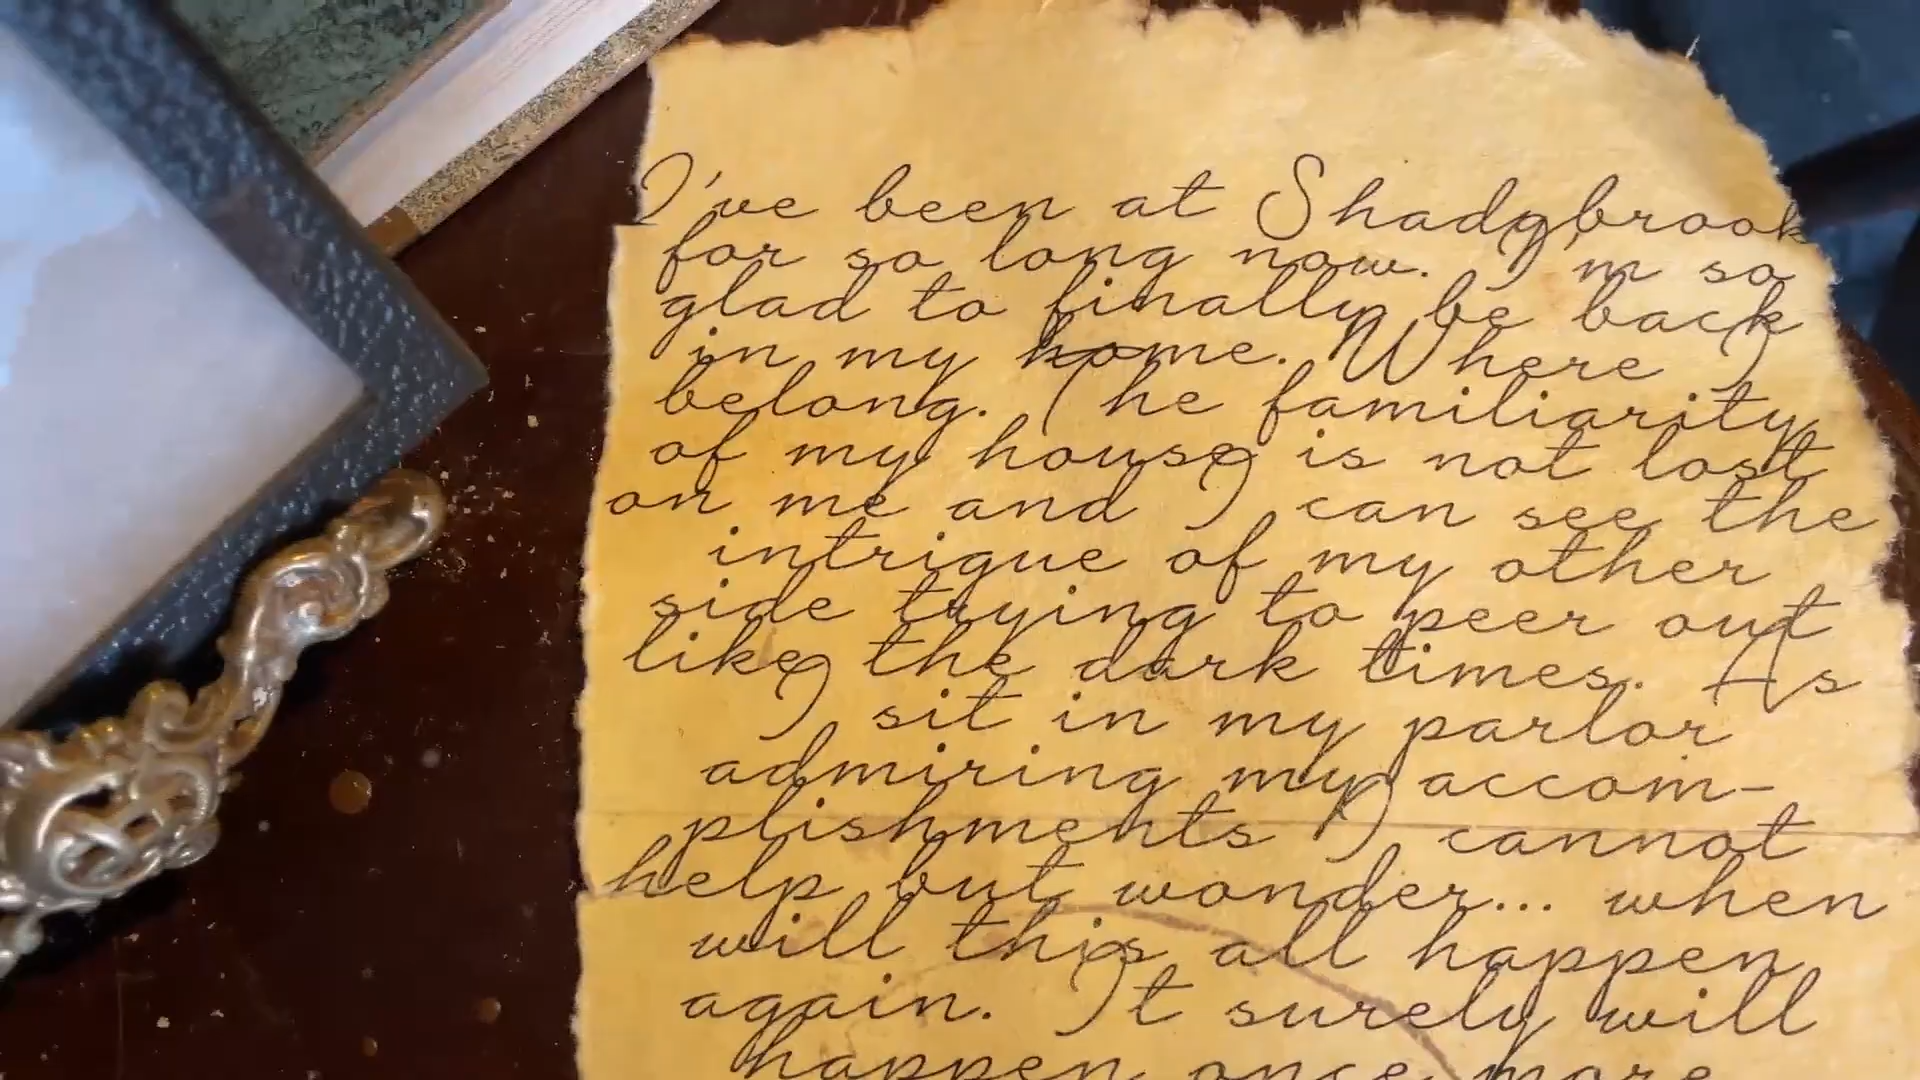 I've been at Shadybrook
for so long now. I'm so
glad to finally be back
in my home. Where I
belong. The familiarity
of my house is not lost
on me and I can see the
intrigue of my other
side trying to peer out
like the dark times. As
I sit in my parlor
admiring my accom-
plishments I cannot
help but wonder... when
will this all happen
again. It surely will
happen once more